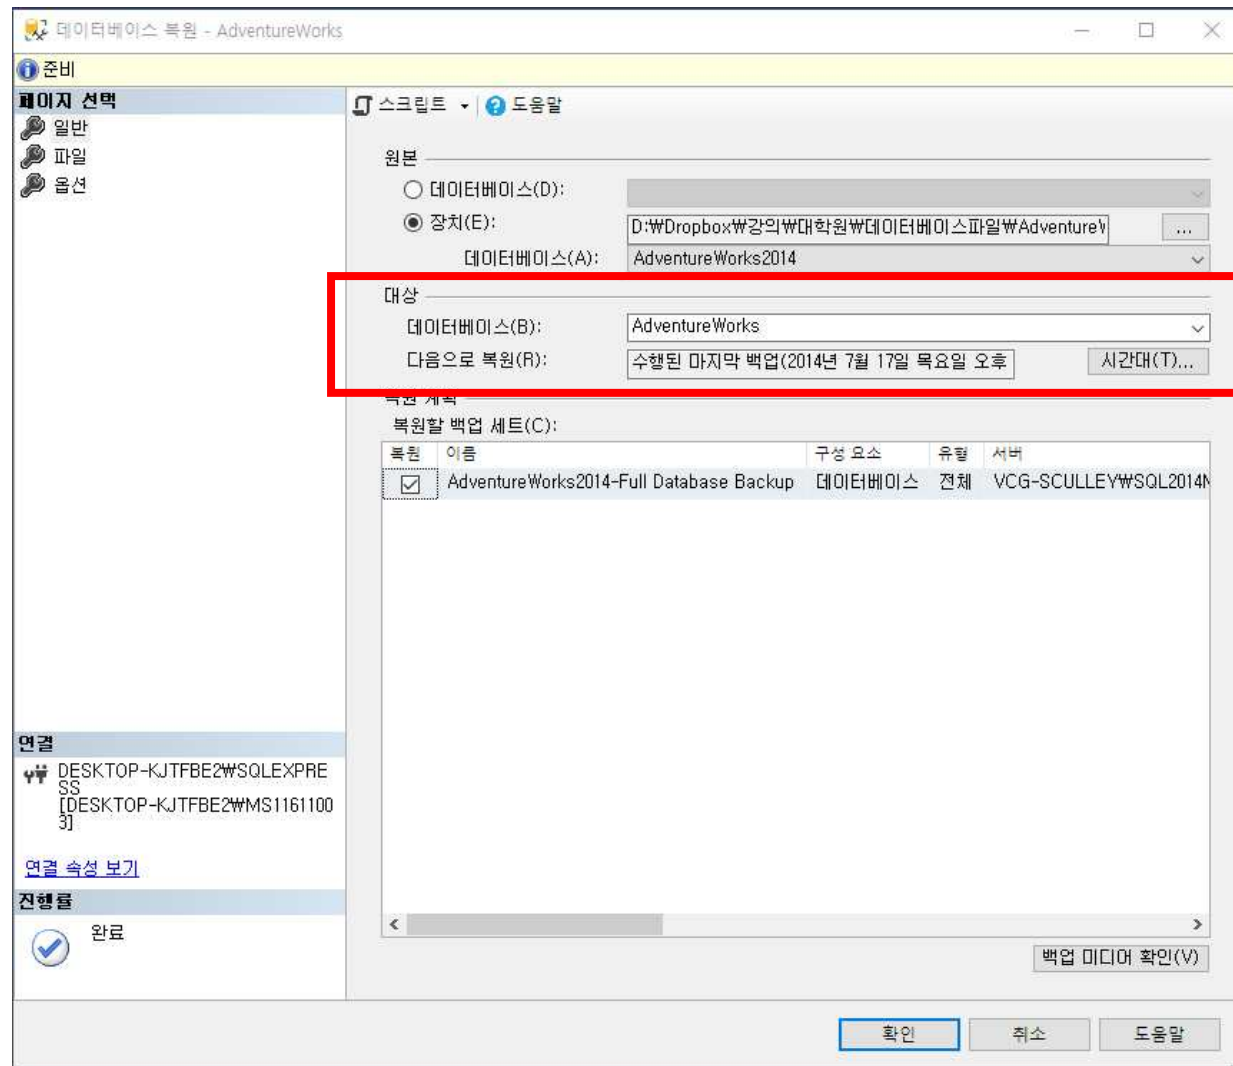 데이터베이스 복원 - AdventureWorks
준비
페이지 선택
일반
파일
옵션
스크립트
도움말
원본
데이터베이스(D):
장치(E):
D:₩Dropbox₩강의₩대학원₩데이터베이스파일₩Adventure
...
데이터베이스(A):
AdventureWorks2014
대상
데이터베이스(B):
AdventureWorks
다음으로 복원(R):
수행된 마지막 백업(2014년 7월 17일 목요일 오후
시간대(T)...
복원 계획
복원할 백업 세트(C):
복원 이름 구성 요소 유형 서버
AdventureWorks2014-Full Database Backup 데이터베이스 전체 VCG-SCULLEY₩SQL2014
연결
DESKTOP-KJTFBE2₩SQLEXPRE
SS
[DESKTOP-KJTFBE2₩MS1161100
3]
연결 속성 보기
진행률
완료
백업 미디어 확인(V)
확인 취소 도움말